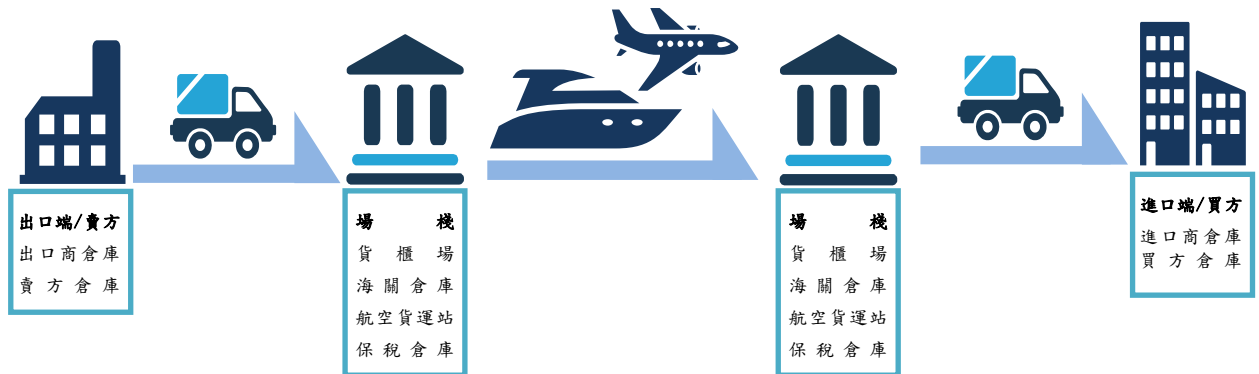 出口端/賣方
出口商倉庫
賣方倉庫
場棧
貨櫃場
海關倉庫
航空貨運站
保稅倉庫
場棧
貨櫃場
海關倉庫
航空貨運站
保稅倉庫
進口端/買方
進口商倉庫
買方倉庫